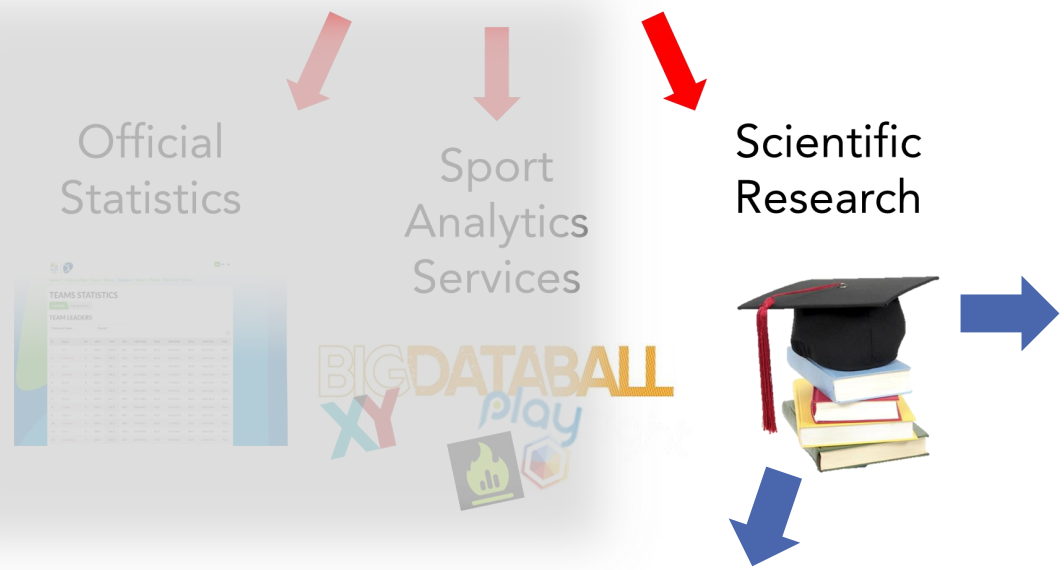 Official
Statistics
Sport
Analytics
Services
Scientific
Research
TEAMS STATISTICS
TEAM LEADERS
BIGDATABALL
XY
play